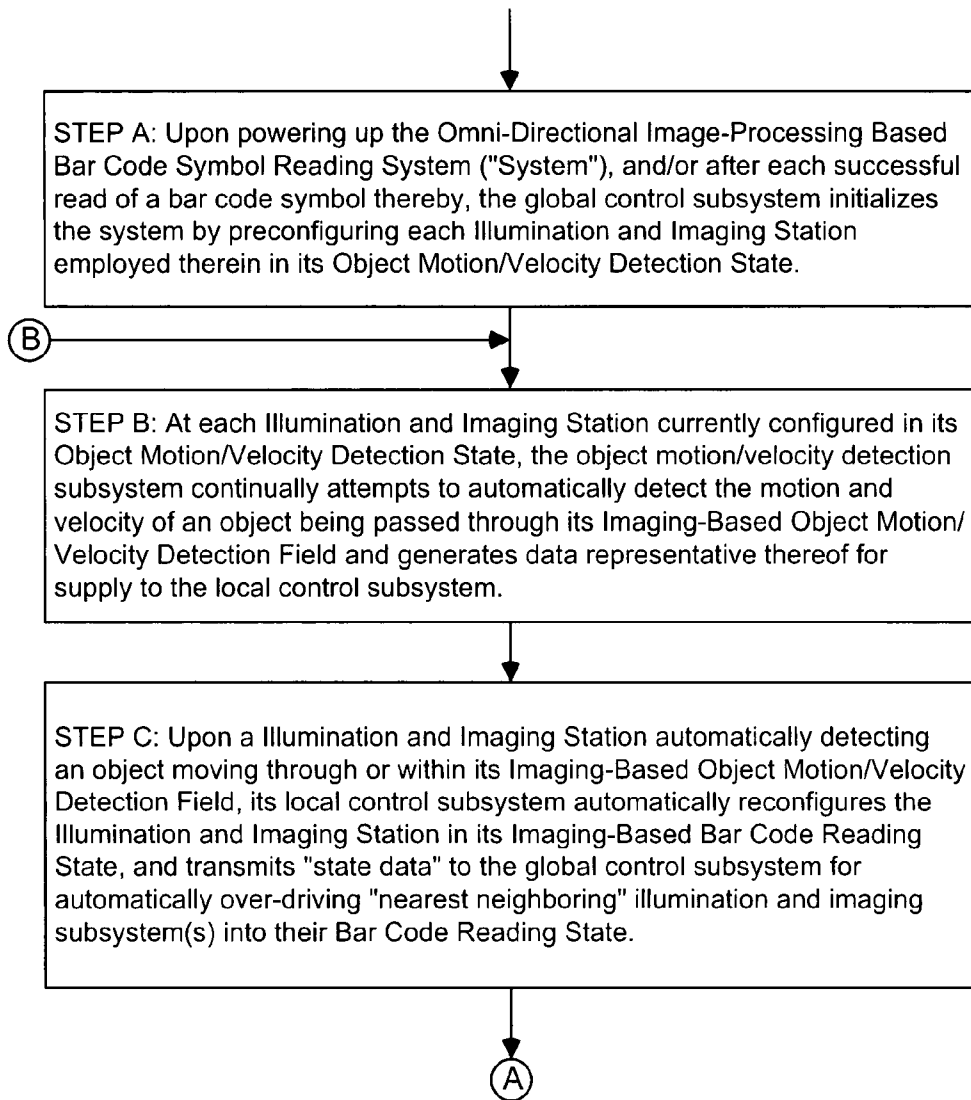 STEP A: Upon powering up the Omni-Directional Image-Processing Based
Bar Code Symbol Reading System ("System"), and/or after each successful
read of a bar code symbol thereby, the global control subsystem initializes
the system by preconfiguring each Illumination and Imaging Station
employed therein in its Object Motion/Velocity Detection State.
B
STEP B: At each Illumination and Imaging Station currently configured in its
Object Motion/Velocity Detection State, the object motion/velocity detection
subsystem continually attempts to automatically detect the motion and
velocity of an object being passed through its Imaging-Based Object Motion/
Velocity Detection Field and generates data representative thereof for
supply to the local control subsystem.
STEP C: Upon a Illumination and Imaging Station automatically detecting
an object moving through or within its Imaging-Based Object Motion/Velocity
Detection Field, its local control subsystem automatically reconfigures the
Illumination and Imaging Station in its Imaging-Based Bar Code Reading
State, and transmits "state data" to the global control subsystem for
automatically over-driving "nearest neighboring" illumination and imaging
subsystem(s) into their Bar Code Reading State.
A